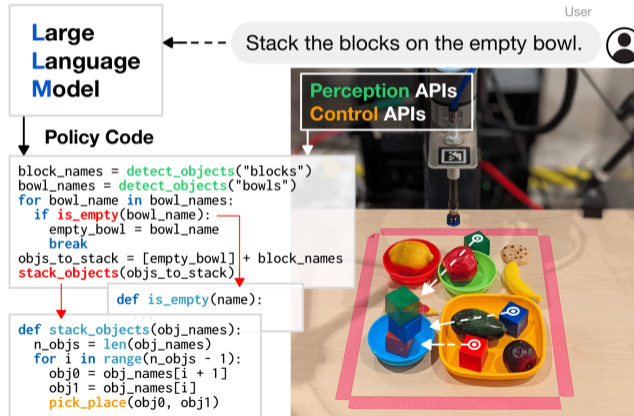 User
Stack the blocks on the empty bowl.
Large
Language
Model
Perception APIs
Control APIs
Policy Code
block_names = detect_objects("blocks")
bowl_names = detect_objects("bowls")
for bowl_name in bowl_names:
  if is_empty(bowl_name):
    empty_bowl = bowl_name
    break
objs_to_stack = [empty_bowl] + block_names
stack_objects(objs_to_stack)
def is_empty(name):
def stack_objects(obj_names):
  n_objs = len(obj_names)
  for i in range(n_objs - 1):
    obj0 = obj_names[i + 1]
    obj1 = obj_names[i]
    pick_place(obj0, obj1)